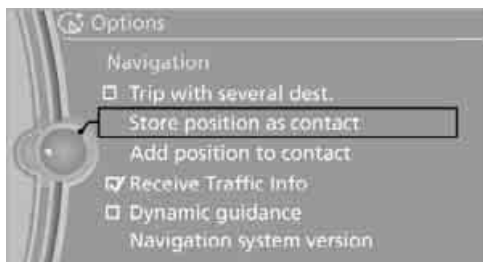 Options
Navigation
Trip with several dest.
Store position as contact
Add position to contact
Receive Traffic Info
Dynamic guidance
Navigation system version